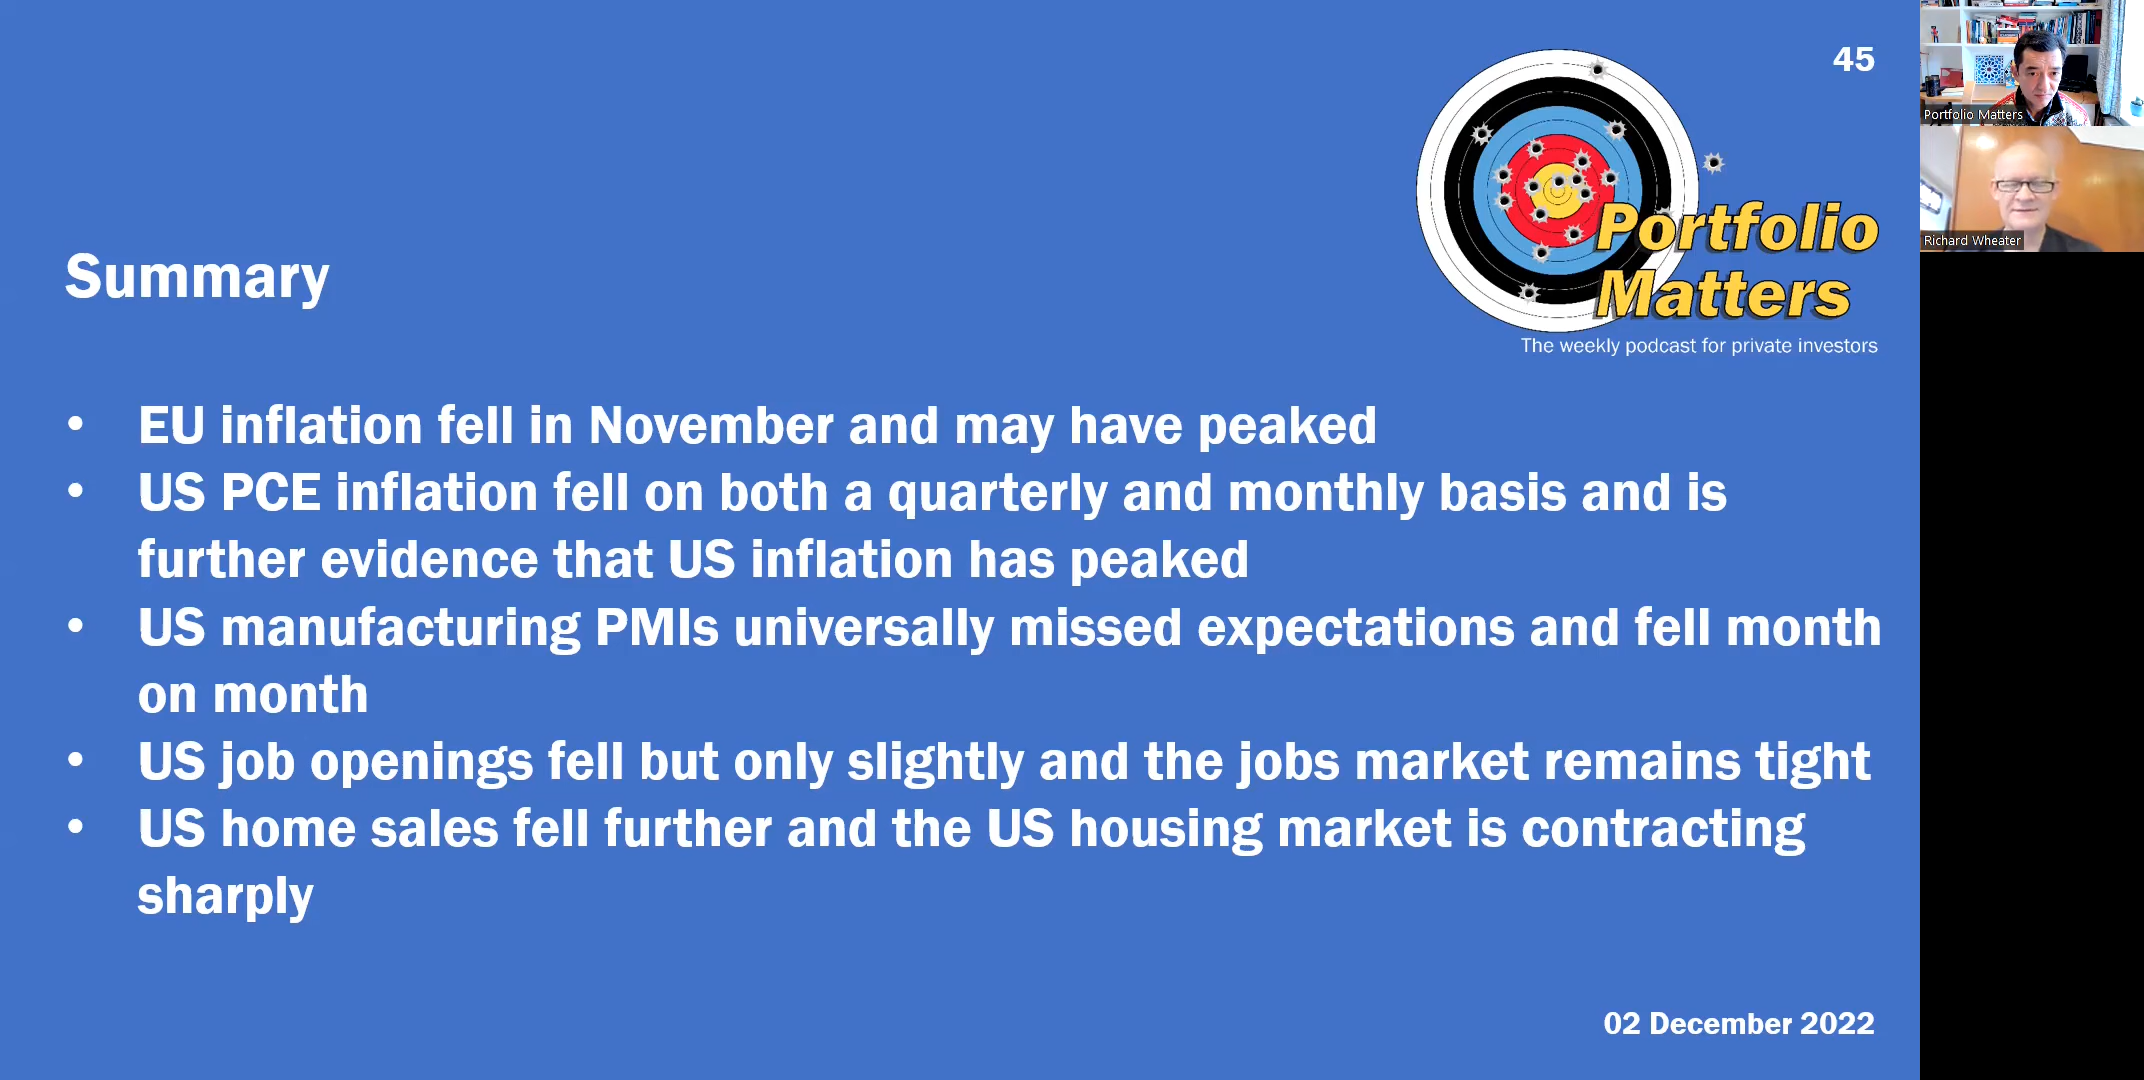 45
Portfolio
Matters
The weekly podcast for private investors
Summary
• EU inflation fell in November and may have peaked
• US PCE inflation fell on both a quarterly and monthly basis and is
further evidence that US inflation has peaked
• US manufacturing PMIs universally missed expectations and fell month
on month
• US job openings fell but only slightly and the jobs market remains tight
• US home sales fell further and the US housing market is contracting
sharply
02 December 2022
Portfolio Matters
Richard Wheater